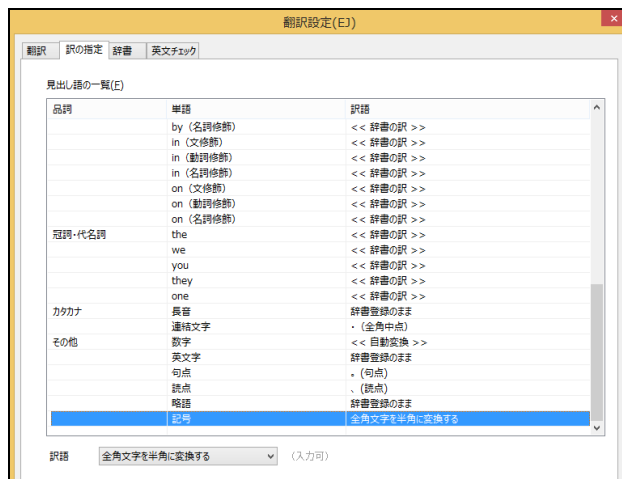 翻訳設定(EJ)
翻訳 訳の指定 辞書 英文チェック
見出し語の一覧(F)
品詞 単語 訳語
by（名詞修飾） << 辞書の訳 >>
in（文修飾） << 辞書の訳 >>
in（動詞修飾） << 辞書の訳 >>
in（名詞修飾） << 辞書の訳 >>
on（文修飾） << 辞書の訳 >>
on（動詞修飾） << 辞書の訳 >>
on（名詞修飾） << 辞書の訳 >>
冠詞・代名詞 the << 辞書の訳 >>
we << 辞書の訳 >>
you << 辞書の訳 >>
they << 辞書の訳 >>
one << 辞書の訳 >>
カタカナ 長音 辞書登録のまま
連結文字 ・(全角中点)
その他 数字 << 自動変換 >>
英文字 辞書登録のまま
句点 。(句点)
読点 、(読点)
略語 辞書登録のまま
記号 全角文字を半角に変換する
訳語 全角文字を半角に変換する （入力可）